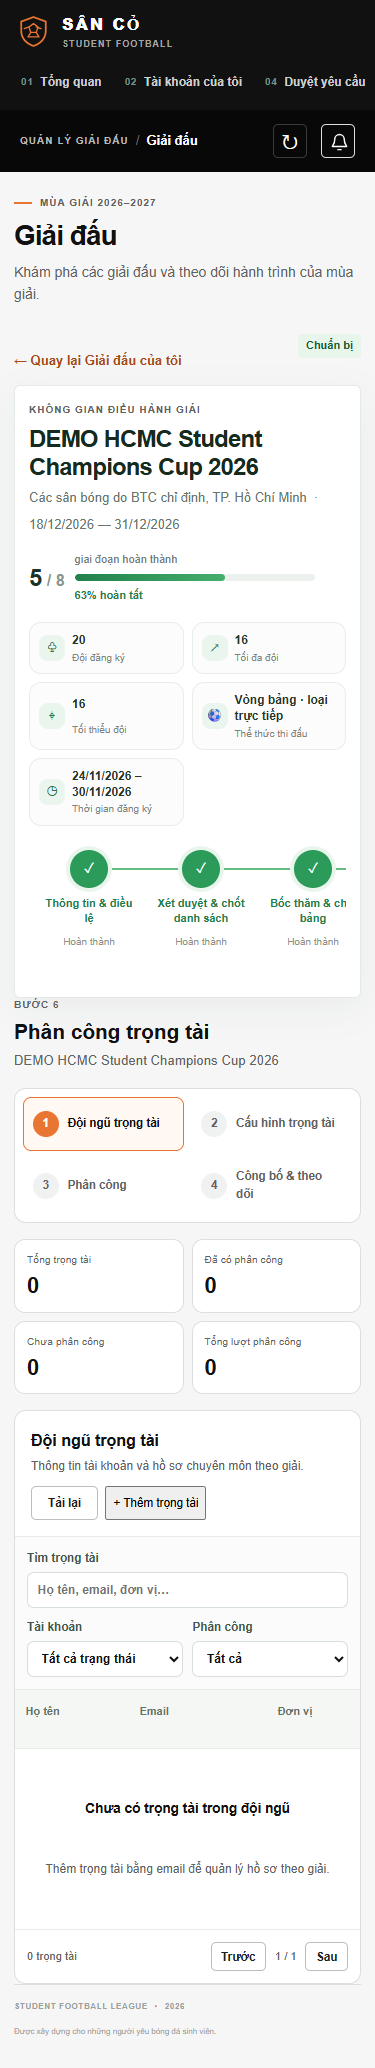 SÂN CỎ
STUDENT FOOTBALL
01 Tổng quan 02 Tài khoản của tôi 04 Duyệt yêu cầu
QUẢN LÝ GIẢI ĐẤU / Giải đấu
MÙA GIẢI 2026–2027
Giải đấu
Khám phá các giải đấu và theo dõi hành trình của mùa
giải.
Chuẩn bị
← Quay lại Giải đấu của tôi
KHÔNG GIAN ĐIỀU HÀNH GIẢI
DEMO HCMC Student
Champions Cup 2026
Các sân bóng do BTC chỉ định, TP. Hồ Chí Minh ·
18/12/2026 — 31/12/2026
giai đoạn hoàn thành
5 / 8
63% hoàn tất
20
Đội đăng ký
16
Tối đa đội
16
Tối thiểu đội
Vòng bảng · loại
trực tiếp
Thể thức thi đấu
24/11/2026 –
30/11/2026
Thời gian đăng ký
Thông tin & điều
lệ
Hoàn thành
Xét duyệt & chốt
danh sách
Hoàn thành
Bốc thăm & ch
bảng
Hoàn thành
BƯỚC 6
Phân công trọng tài
DEMO HCMC Student Champions Cup 2026
1 Đội ngũ trọng tài
2 Cấu hình trọng tài
3 Phân công
4 Công bố & theo
dõi
Tổng trọng tài
0
Đã có phân công
0
Chưa phân công
0
Tổng lượt phân công
0
Đội ngũ trọng tài
Thông tin tài khoản và hồ sơ chuyên môn theo giải.
Tải lại
+ Thêm trọng tài
Tìm trọng tài
Họ tên, email, đơn vị...
Tài khoản
Phân công
Tất cả trạng thái
Tất cả
Họ tên Email Đơn vị
Chưa có trọng tài trong đội ngũ
Thêm trọng tài bằng email để quản lý hồ sơ theo giải.
0 trọng tài
Trước 1 / 1 Sau
STUDENT FOOTBALL LEAGUE • 2026
Được xây dựng cho những người yêu bóng đá sinh viên.